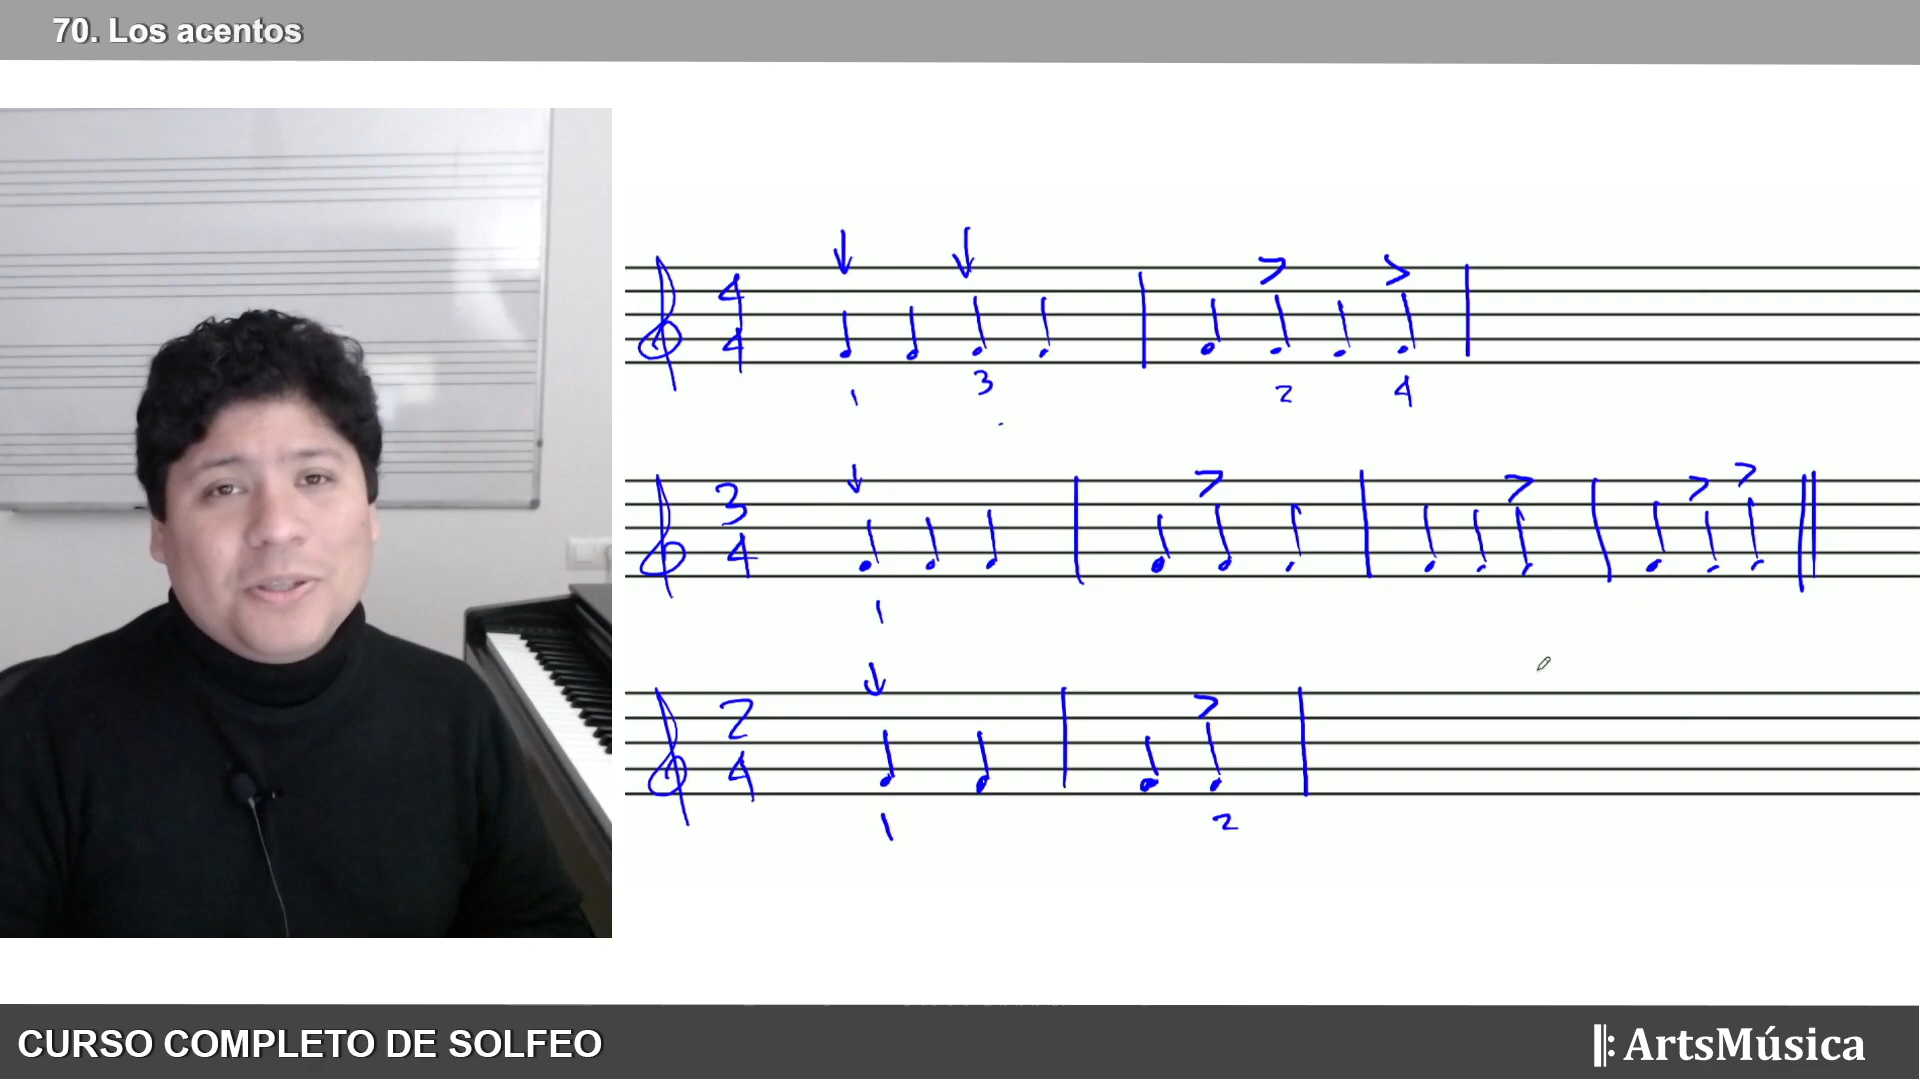 70. Los acentos
4
4
1 3 2 4
3
4
1
2
4
1 2
CURSO COMPLETO DE SOLFEO
ArtsMúsica